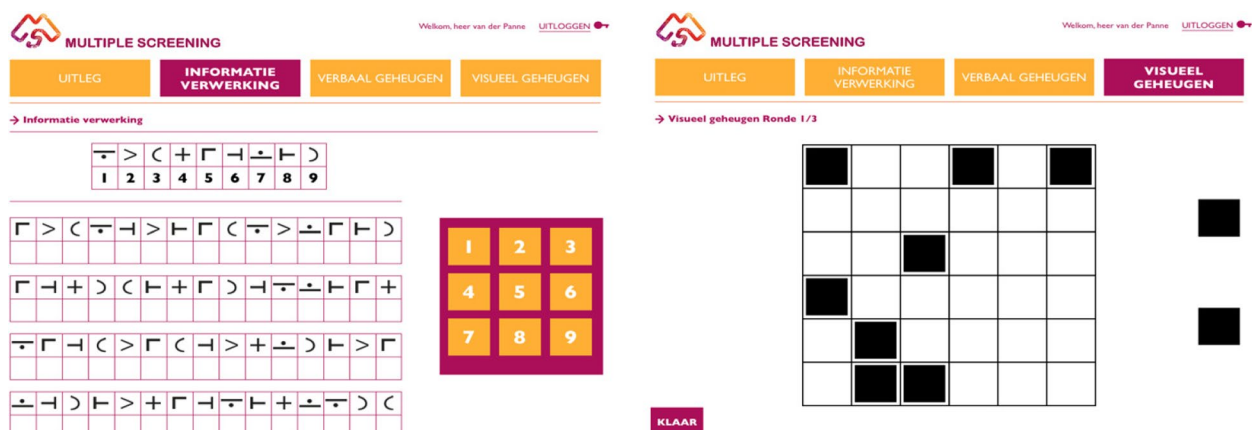 MULTIPLE SCREENING
Welkom, heer van der Panne UITLOGGEN
UITLEG
INFORMATIE
VERWERKING
VERBAAL GEHEUGEN
VISUEEL GEHEUGEN
→ Informatie verwerking
1 2 3 4 5 6 7 8 9
1 2 3
4 5 6
7 8 9
MULTIPLE SCREENING
Welkom, heer van der Panne UITLOGGEN
UITLEG
INFORMATIE
VERWERKING
VERBAAL GEHEUGEN
VISUEEL
GEHEUGEN
→ Visueel geheugen Ronde 1/3
KLAAR